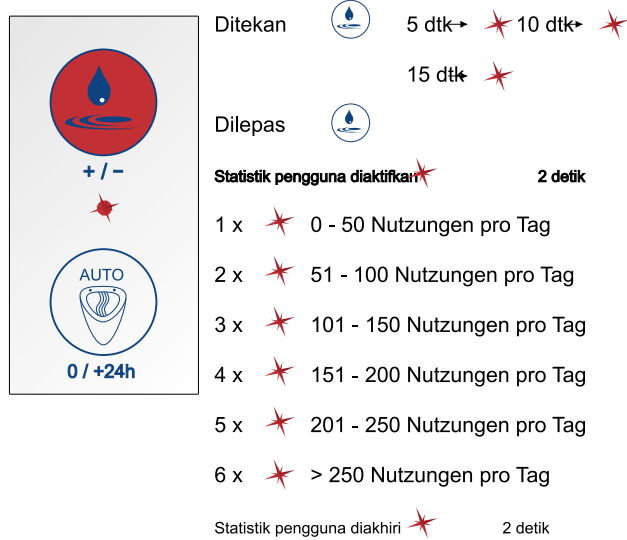 Ditekan 5 dtk 10 dtk
15 dtk
Dilepas
+ / −
Statistik pengguna diaktifkan 2 detik
1 x 0 - 50 Nutzungen pro Tag
AUTO
2 x 51 - 100 Nutzungen pro Tag
3 x 101 - 150 Nutzungen pro Tag
0 / +24h
4 x 151 - 200 Nutzungen pro Tag
5 x 201 - 250 Nutzungen pro Tag
6 x > 250 Nutzungen pro Tag
Statistik pengguna diakhiri 2 detik